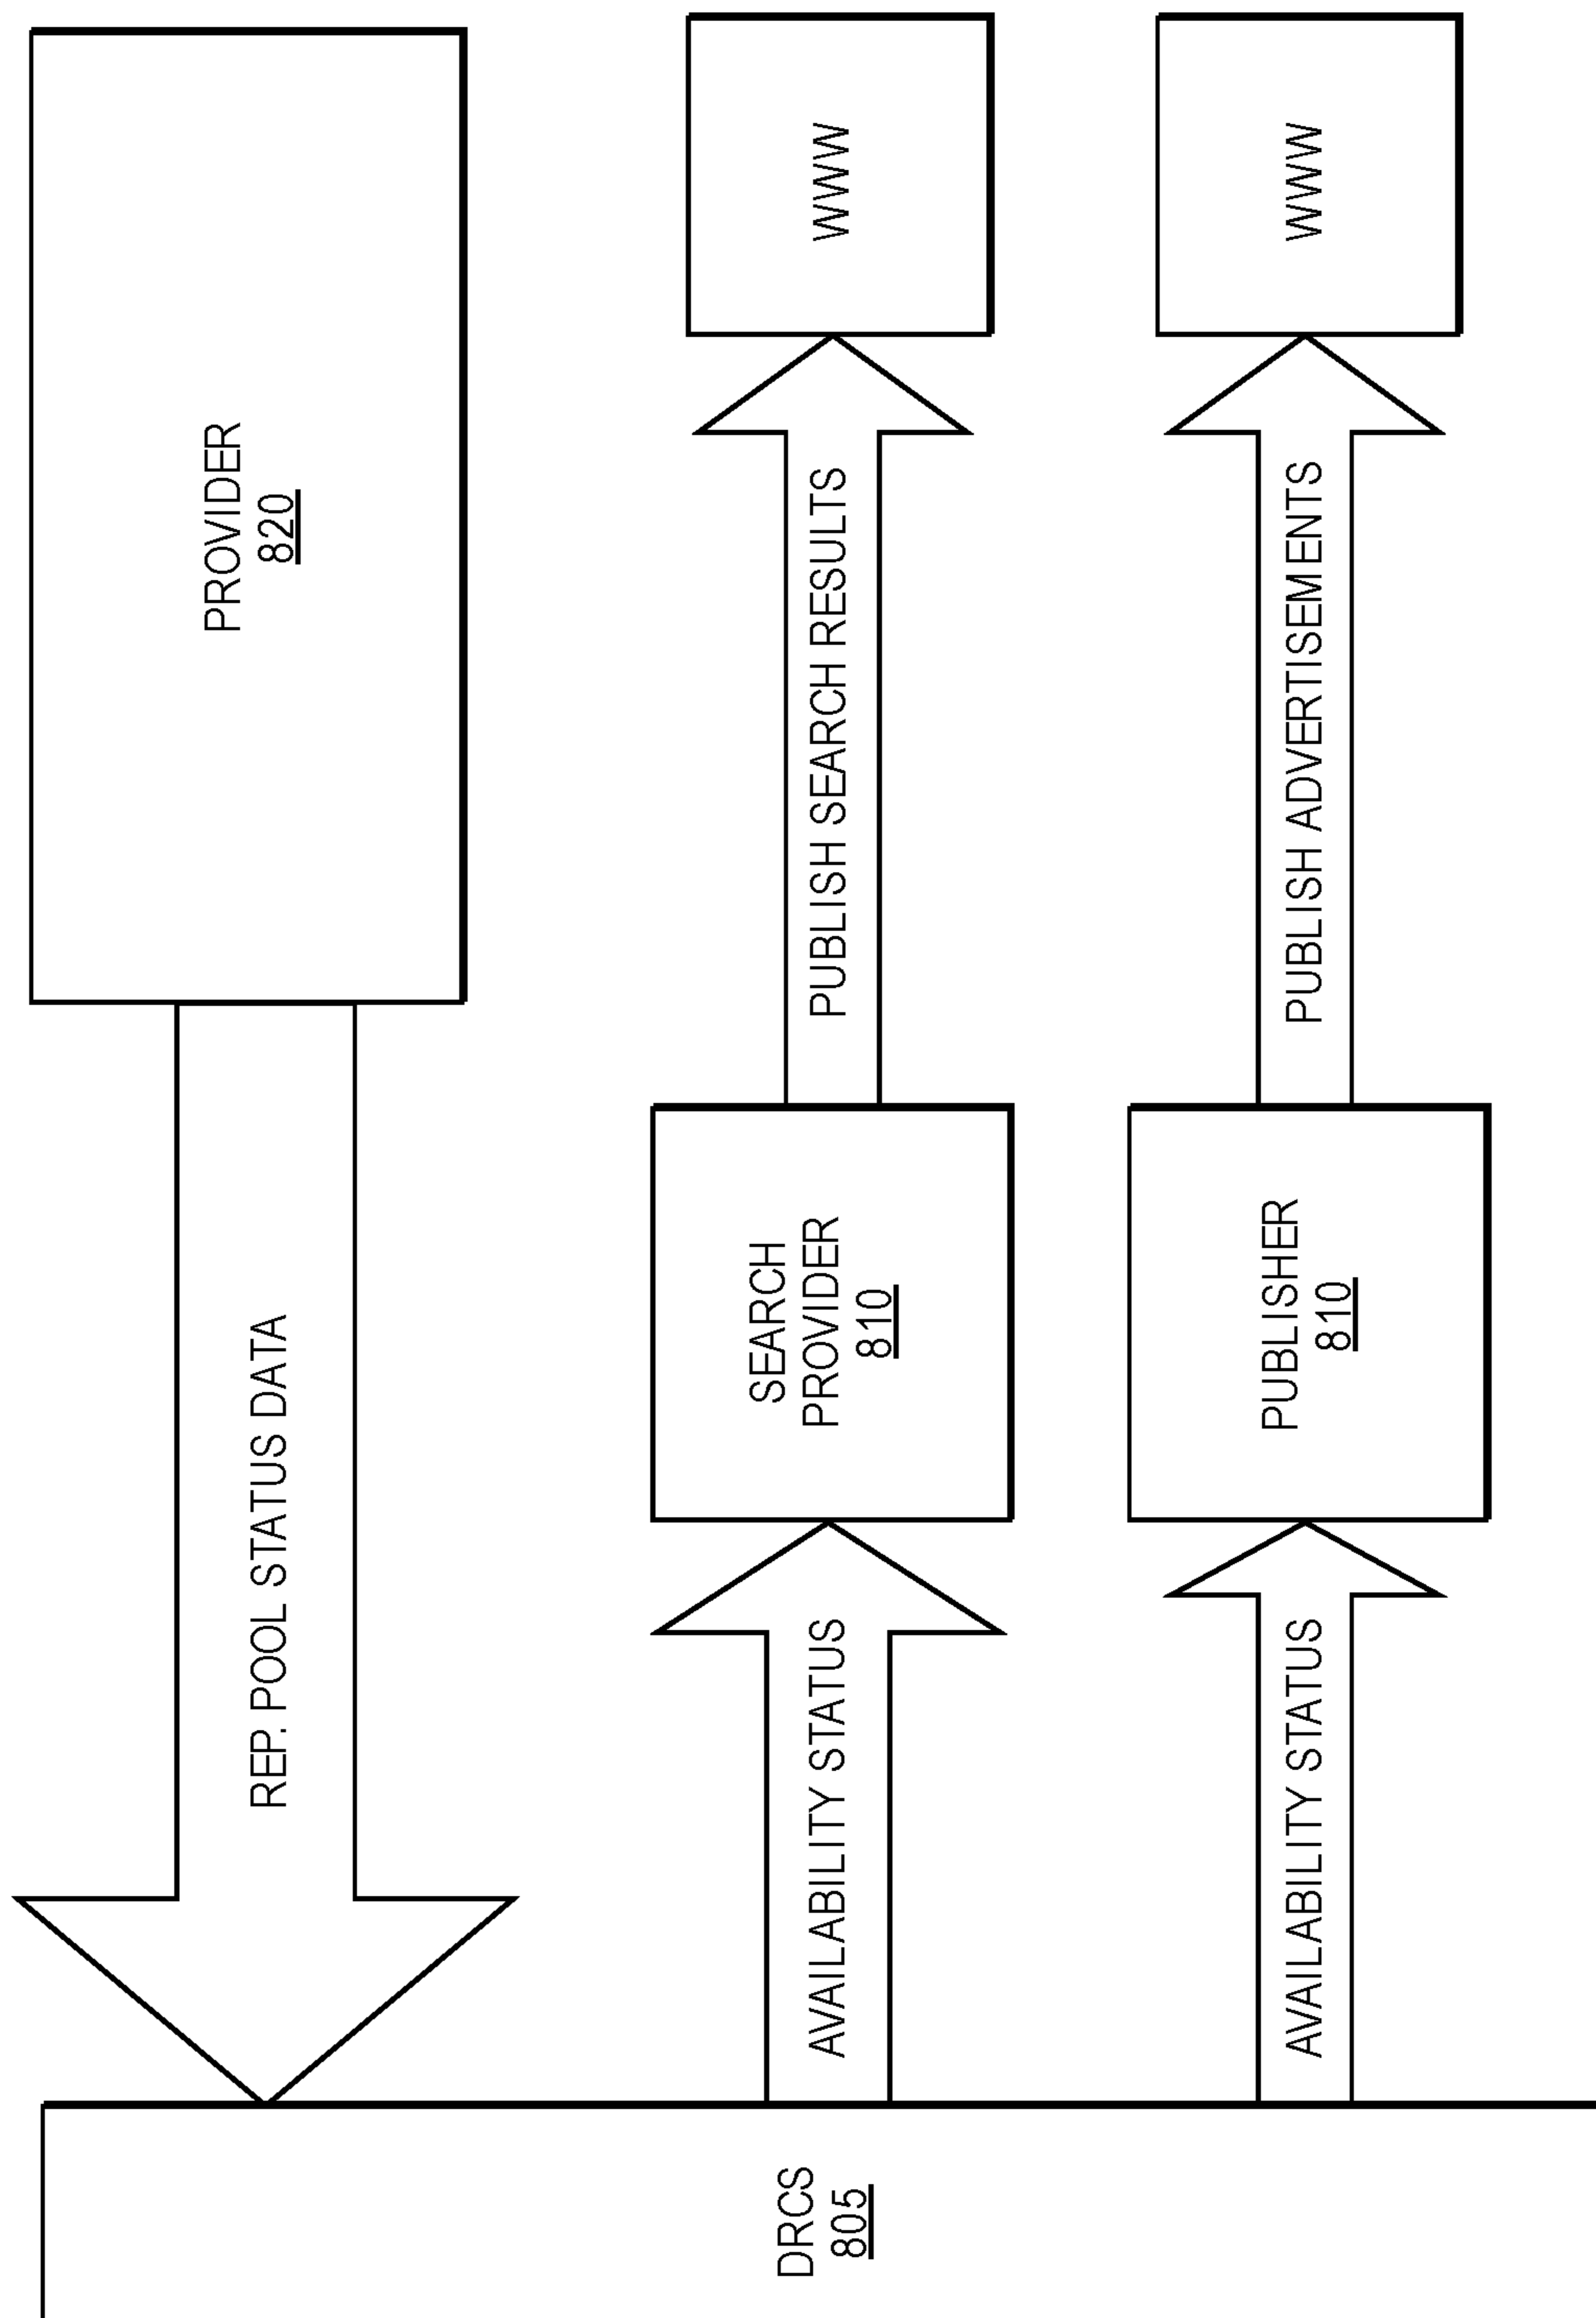 PROVIDER
820
REP. POOL STATUS DATA
DRCS
805
AVAILABILITY STATUS
SEARCH
PROVIDER
810
PUBLISH SEARCH RESULTS
WWW
AVAILABILITY STATUS
PUBLISHER
810
PUBLISH ADVERTISEMENTS
WWW